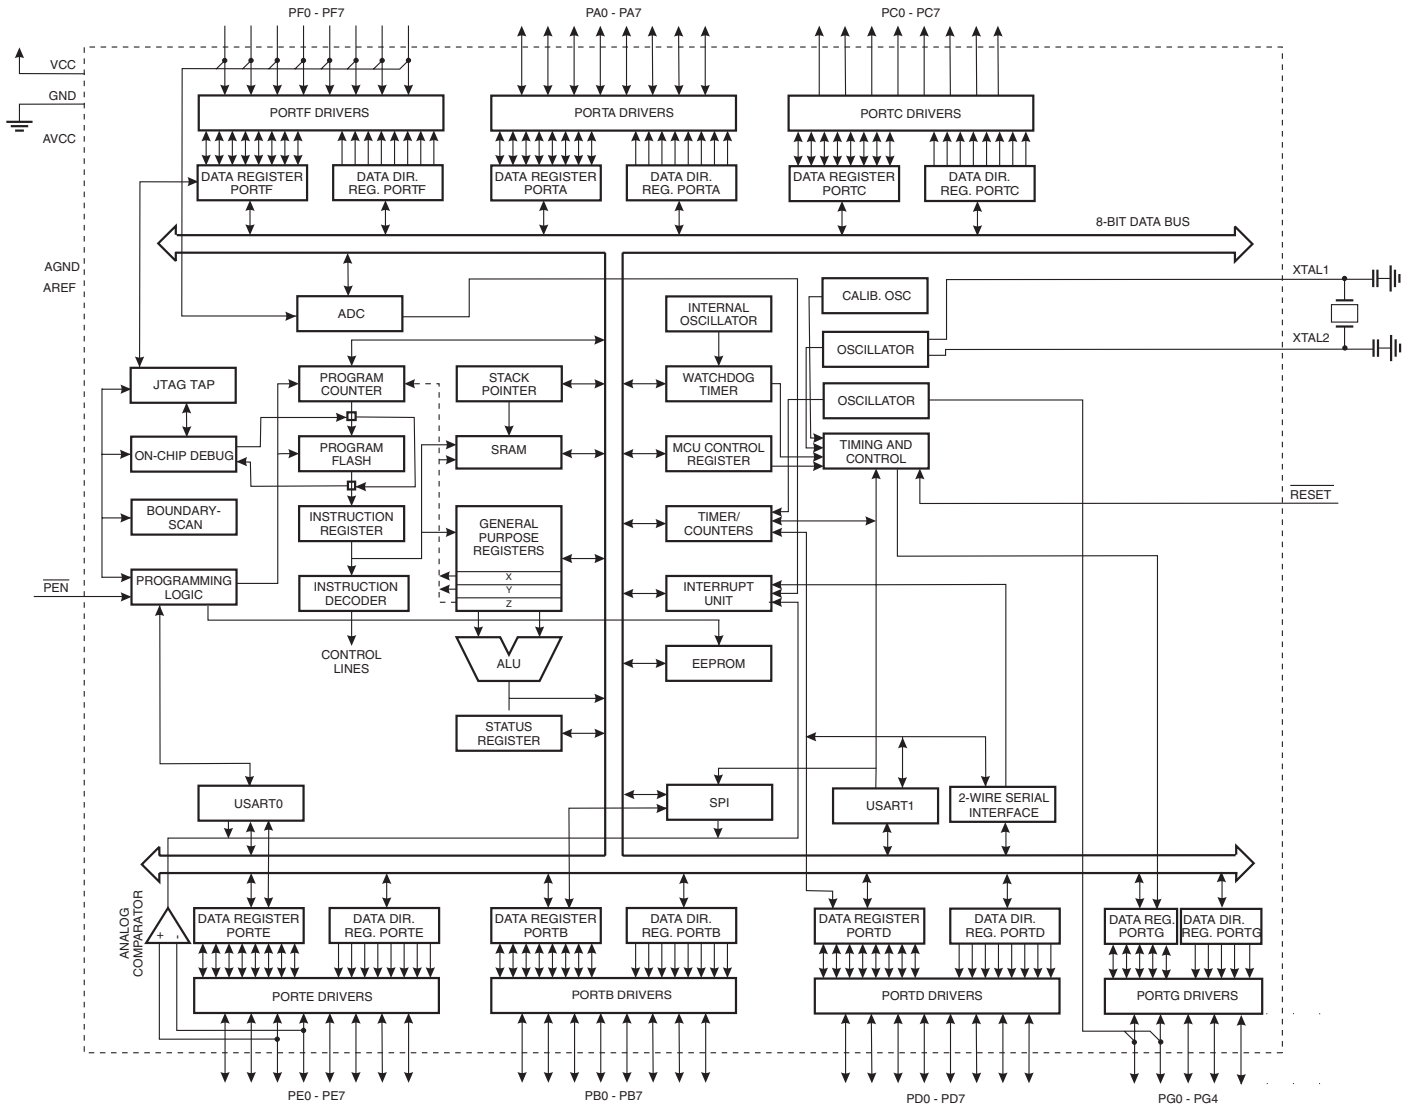 PF0 - PF7
PA0 - PA7
PC0 - PC7
VCC
GND
AVCC
PORTF DRIVERS
PORTA DRIVERS
PORTC DRIVERS
DATA REGISTER
PORTF
DATA DIR.
REG. PORTF
DATA REGISTER
PORTA
DATA DIR.
REG. PORTA
DATA REGISTER
PORTC
DATA DIR.
REG. PORTC
8-BIT DATA BUS
AGND
AREF
XTAL1
XTAL2
ADC
INTERNAL
OSCILLATOR
CALIB. OSC
OSCILLATOR
JTAG TAP
PROGRAM
COUNTER
STACK
POINTER
WATCHDOG
TIMER
OSCILLATOR
ON-CHIP DEBUG
PROGRAM
FLASH
SRAM
MCU CONTROL
REGISTER
TIMING AND
CONTROL
RESET
BOUNDARY-
SCAN
INSTRUCTION
REGISTER
GENERAL
PURPOSE
REGISTERS
X
Y
Z
TIMER/
COUNTERS
PEN
PROGRAMMING
LOGIC
INSTRUCTION
DECODER
INTERRUPT
UNIT
CONTROL
LINES
ALU
EEPROM
STATUS
REGISTER
USART0
SPI
USART1
2-WIRE SERIAL
INTERFACE
ANALOG
COMPARATOR
+
-
DATA REGISTER
PORTE
DATA DIR.
REG. PORTE
DATA REGISTER
PORTB
DATA DIR.
REG. PORTB
DATA REGISTER
PORTD
DATA DIR.
REG. PORTD
DATA REG.
PORTG
DATA DIR.
REG. PORTG
PORTE DRIVERS
PORTB DRIVERS
PORTD DRIVERS
PORTG DRIVERS
PE0 - PE7
PB0 - PB7
PD0 - PD7
PG0 - PG4